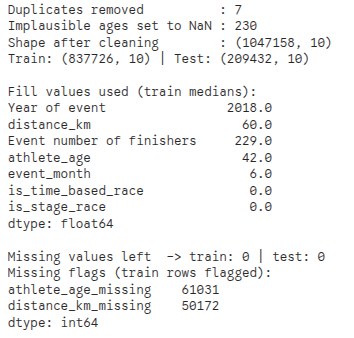 Duplicates removed : 7
Implausible ages set to NaN : 230
Shape after cleaning : (1047158, 10)
Train: (837726, 10) | Test: (209432, 10)

Fill values used (train medians):
Year of event 2018.0
distance_km 60.0
Event number of finishers 229.0
athlete_age 42.0
event_month 6.0
is_time_based_race 0.0
is_stage_race 0.0
dtype: float64

Missing values left -> train: 0 | test: 0
Missing flags (train rows flagged):
athlete_age_missing 61031
distance_km_missing 50172
dtype: int64